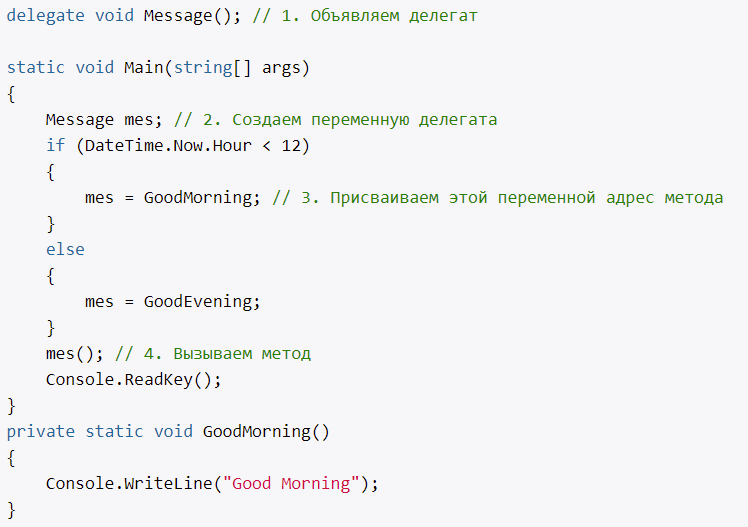 delegate void Message(); // 1. Объявляем делегат
static void Main(string[] args)
{
    Message mes; // 2. Создаем переменную делегата
    if (DateTime.Now.Hour < 12)
    {
        mes = GoodMorning; // 3. Присваиваем этой переменной адрес метода
    }
    else
    {
        mes = GoodEvening;
    }
    mes(); // 4. Вызываем метод
    Console.ReadKey();
}
private static void GoodMorning()
{
    Console.WriteLine("Good Morning");
}